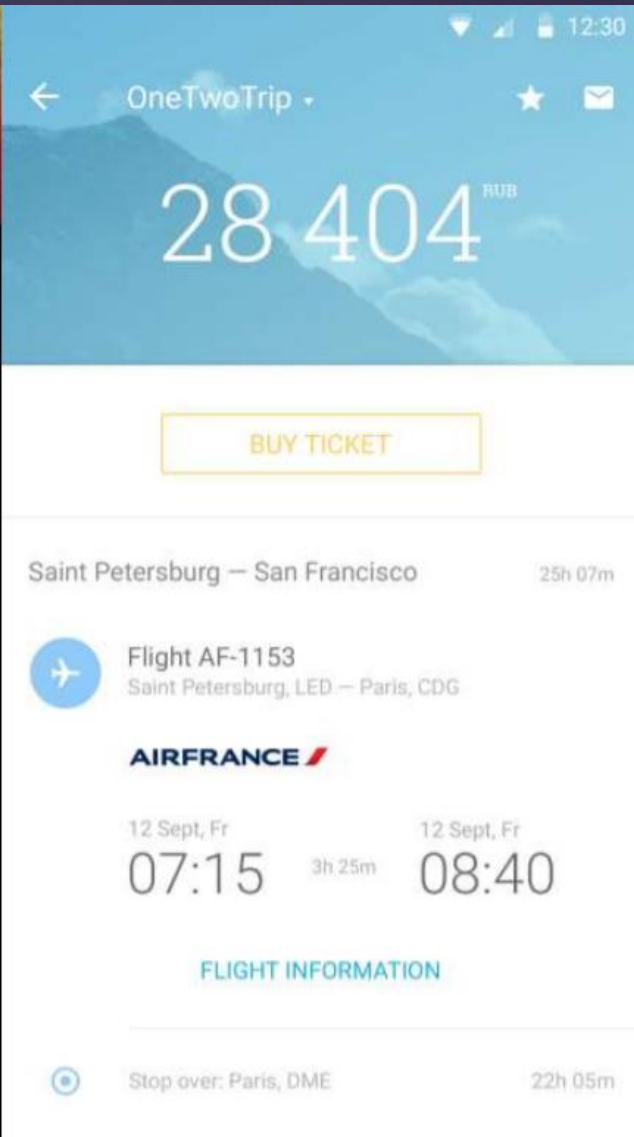 12:30
OneTwoTrip
28 404 RUB
BUY TICKET
Saint Petersburg — San Francisco 25h 07m
Flight AF-1153
Saint Petersburg, LED — Paris, CDG
AIRFRANCE
12 Sept, Fr 12 Sept, Fr
07:15 3h 25m 08:40
FLIGHT INFORMATION
Stop over: Paris, DME 22h 05m